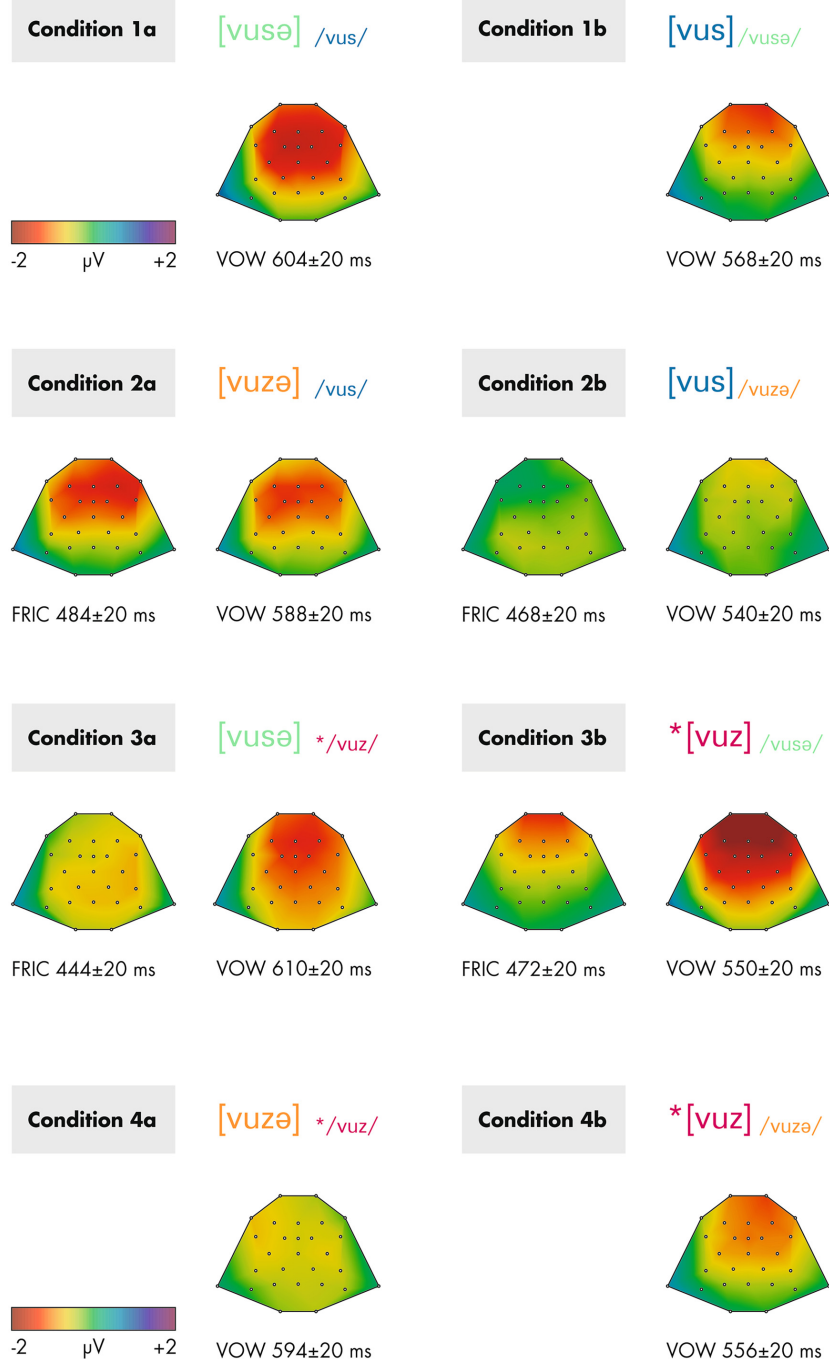 Condition 1a [vusə] /vus/ Condition 1b [vus] /vusə/
-2 µV +2 VOW 604±20 ms VOW 568±20 ms
Condition 2a [vuzə] /vus/ Condition 2b [vus] /vuzə/
FRIC 484±20 ms VOW 588±20 ms FRIC 468±20 ms VOW 540±20 ms
Condition 3a [vusə] */vuz/ Condition 3b *[vuz] /vusə/
FRIC 444±20 ms VOW 610±20 ms FRIC 472±20 ms VOW 550±20 ms
Condition 4a [vuzə] */vuz/ Condition 4b *[vuz] /vuzə/
-2 µV +2 VOW 594±20 ms VOW 556±20 ms